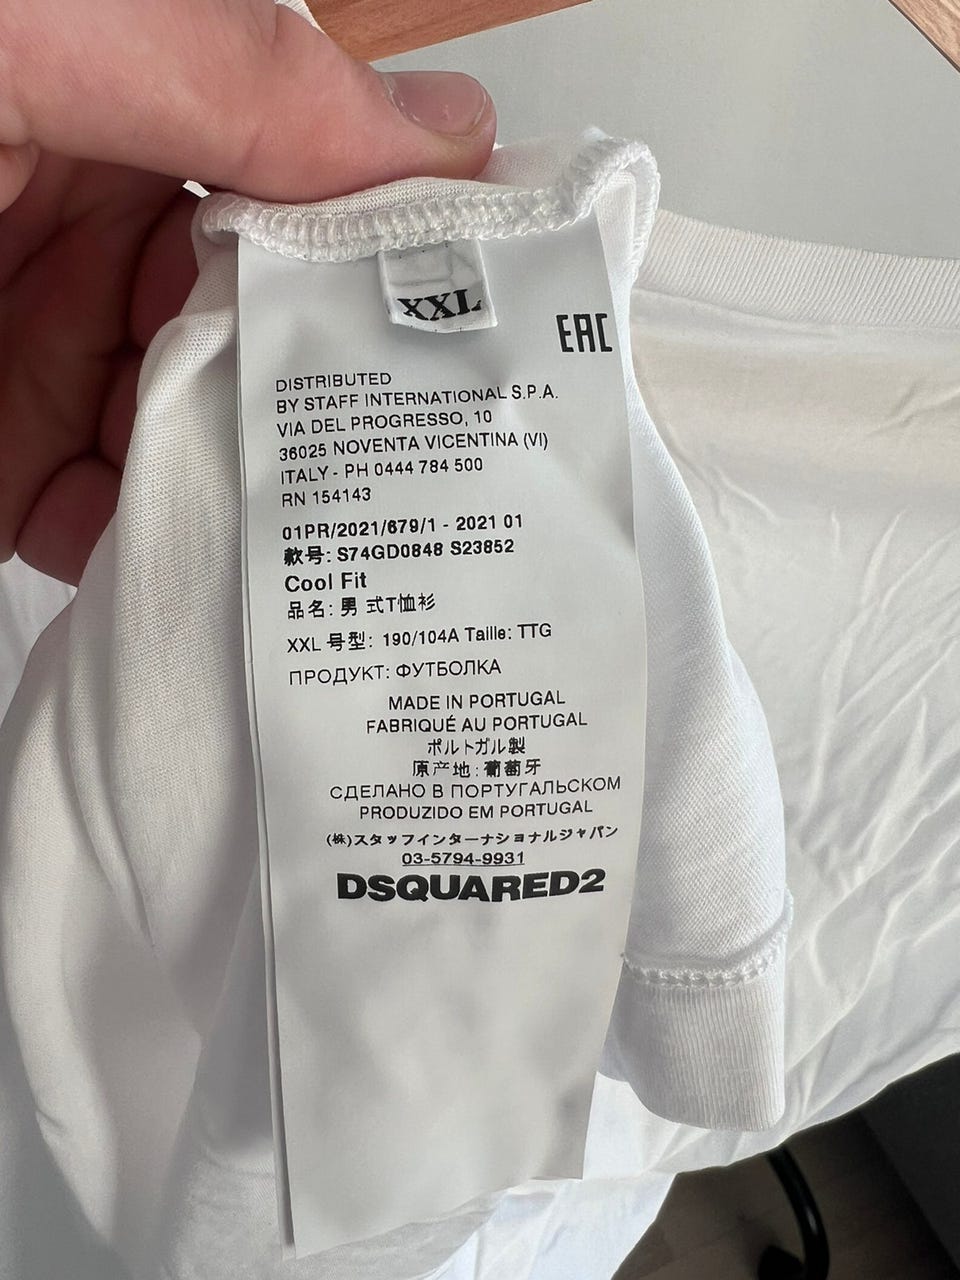 XXL
EAC
DISTRIBUTED
BY STAFF INTERNATIONAL S.P.A.
VIA DEL PROGRESSO, 10
36025 NOVENTA VICENTINA (VI)
ITALY - PH 0444 784 500
RN 154143
01PR/2021/679/1 - 2021 01
款号: S74GD0848 S23852
Cool Fit
品名: 男 式T恤衫
XXL 号型: 190/104A Taille: TTG
ПРОДУКТ: ФУТБОЛКА
MADE IN PORTUGAL
FABRIQUÉ AU PORTUGAL
ポルトガル製
原产地: 葡萄牙
СДЕЛАНО В ПОРТУГАЛЬСКОМ
PRODUZIDO EM PORTUGAL
(株)スタッフインターナショナルジャパン
03-5794-9931
DSQUARED2